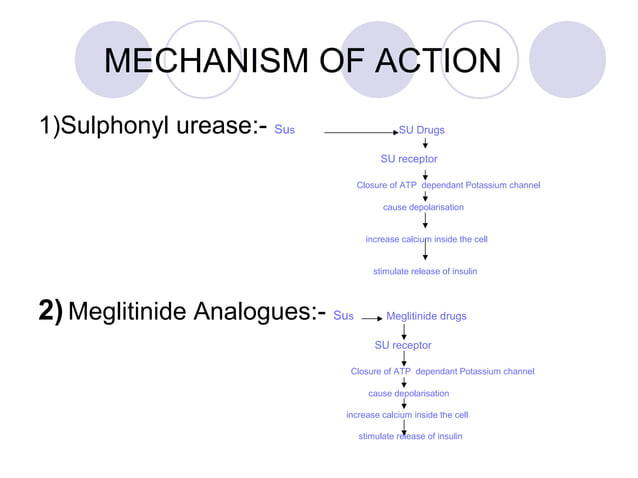 MECHANISM OF ACTION
1)Sulphonyl urease:- Sus SU Drugs
SU receptor
Closure of ATP dependant Potassium channel
cause depolarisation
increase calcium inside the cell
stimulate release of insulin
2) Meglitinide Analogues:- Sus Meglitinide drugs
SU receptor
Closure of ATP dependant Potassium channel
cause depolarisation
increase calcium inside the cell
stimulate release of insulin